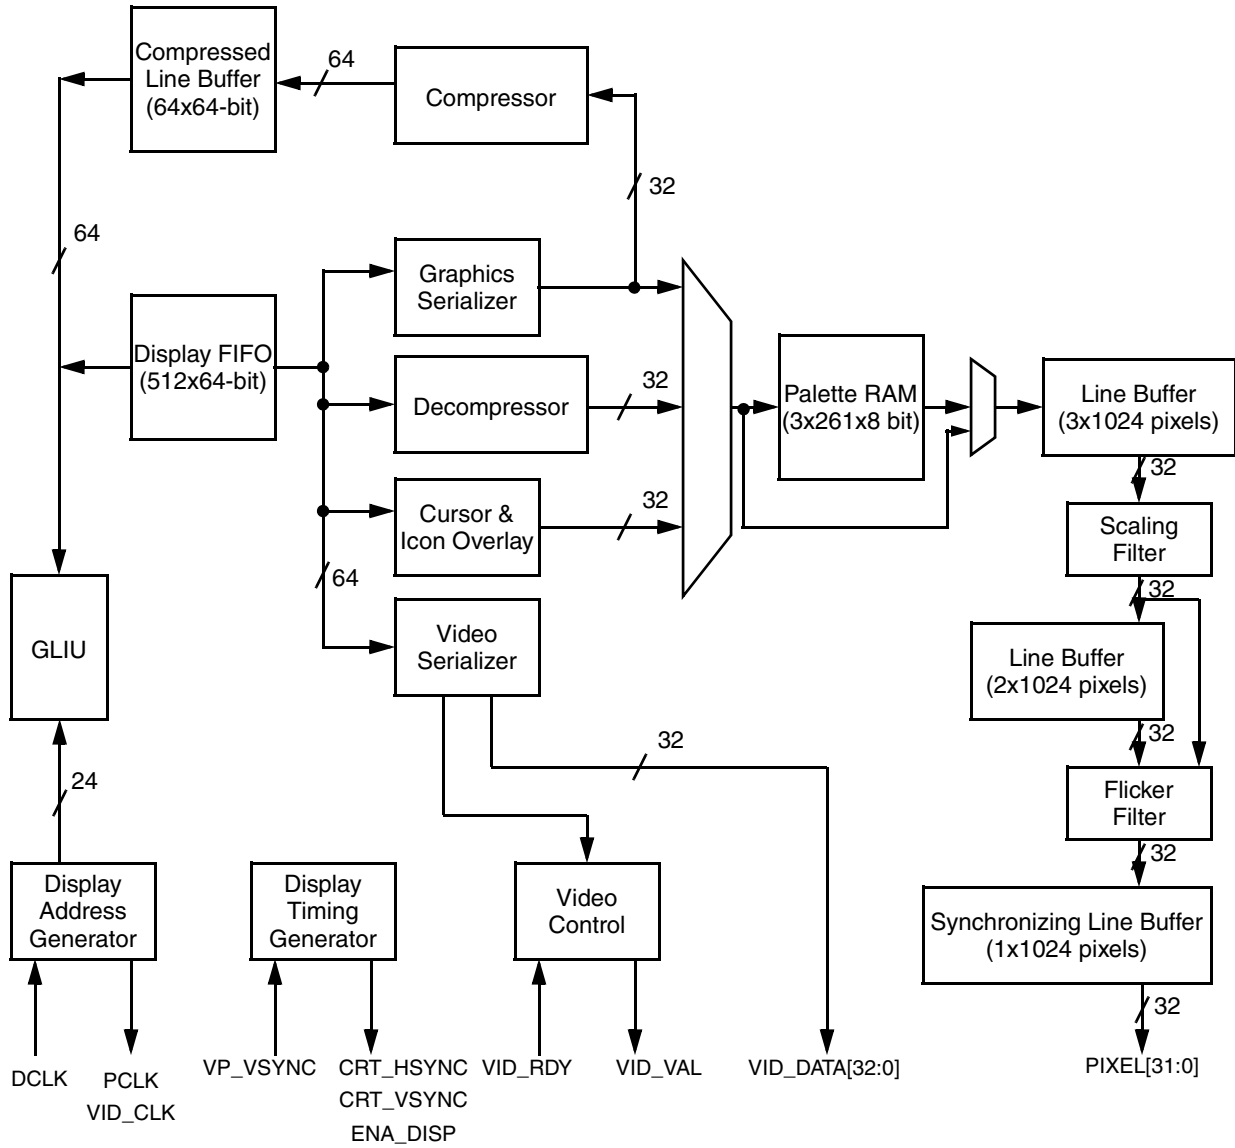 Compressed
Line Buffer
(64x64-bit)
64
Compressor
32
64
Graphics
Serializer
Display FIFO
(512x64-bit)
Decompressor
32
Palette RAM
(3x261x8 bit)
Line Buffer
(3x1024 pixels)
32
Cursor &
Icon Overlay
32
Scaling
Filter
32
64
GLIU
Video
Serializer
Line Buffer
(2x1024 pixels)
32
32
24
Flicker
Filter
32
Display
Address
Generator
Display
Timing
Generator
Video
Control
Synchronizing Line Buffer
(1x1024 pixels)
32
DCLK
PCLK
VID_CLK
VP_VSYNC
CRT_HSYNC
CRT_VSYNC
ENA_DISP
VID_RDY
VID_VAL
VID_DATA[32:0]
PIXEL[31:0]